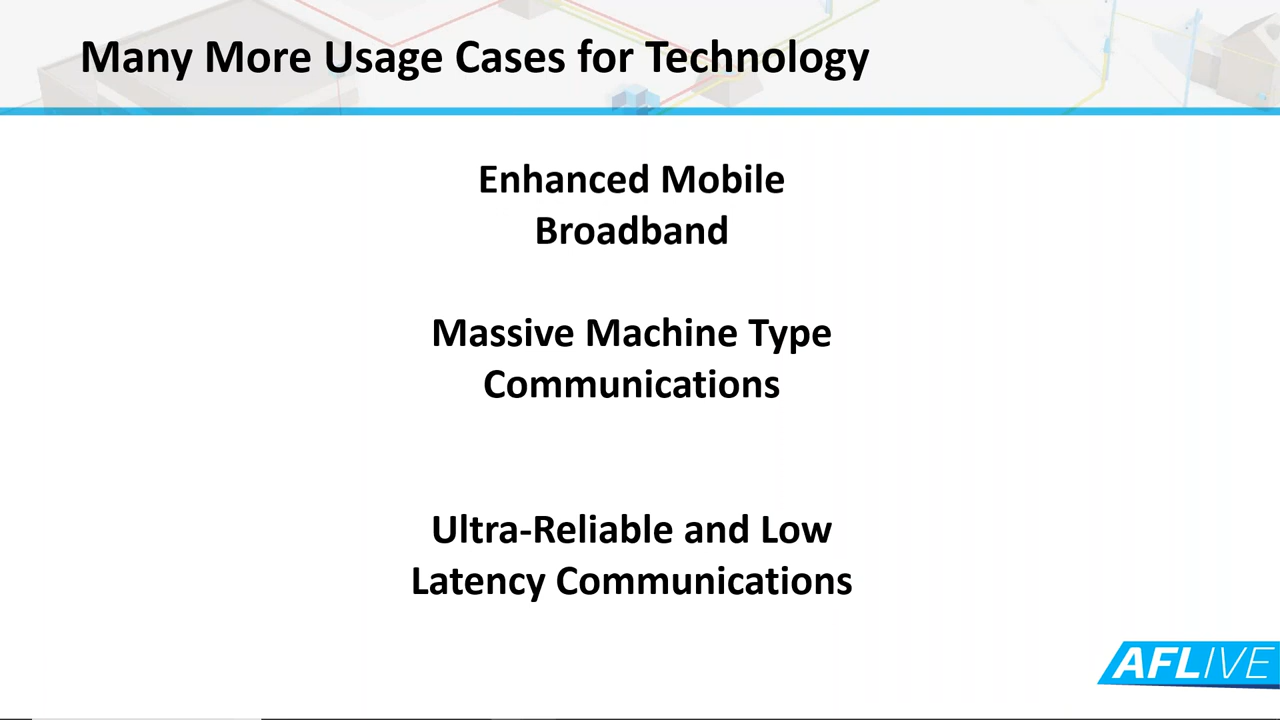 Many More Usage Cases for Technology
Enhanced Mobile
Broadband
Massive Machine Type
Communications
Ultra-Reliable and Low
Latency Communications
AFLIVE